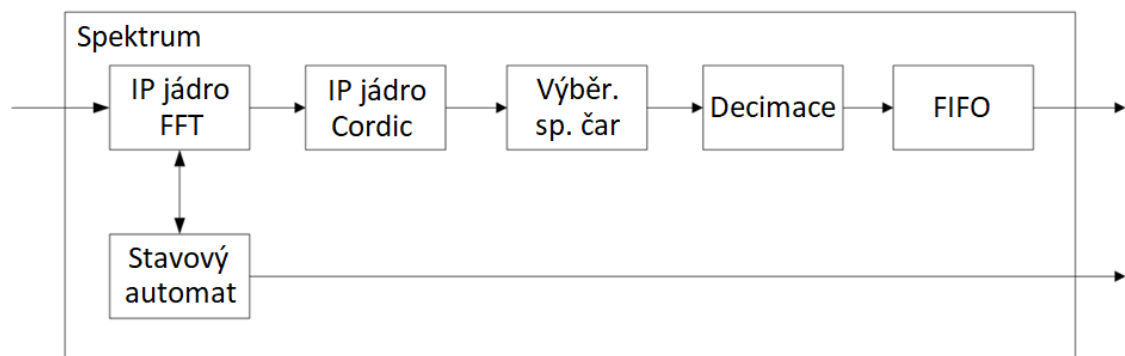 Spektrum
IP jádro
FFT
IP jádro
Cordic
Výběr.
sp. čar
Decimace
FIFO
Stavový
automat